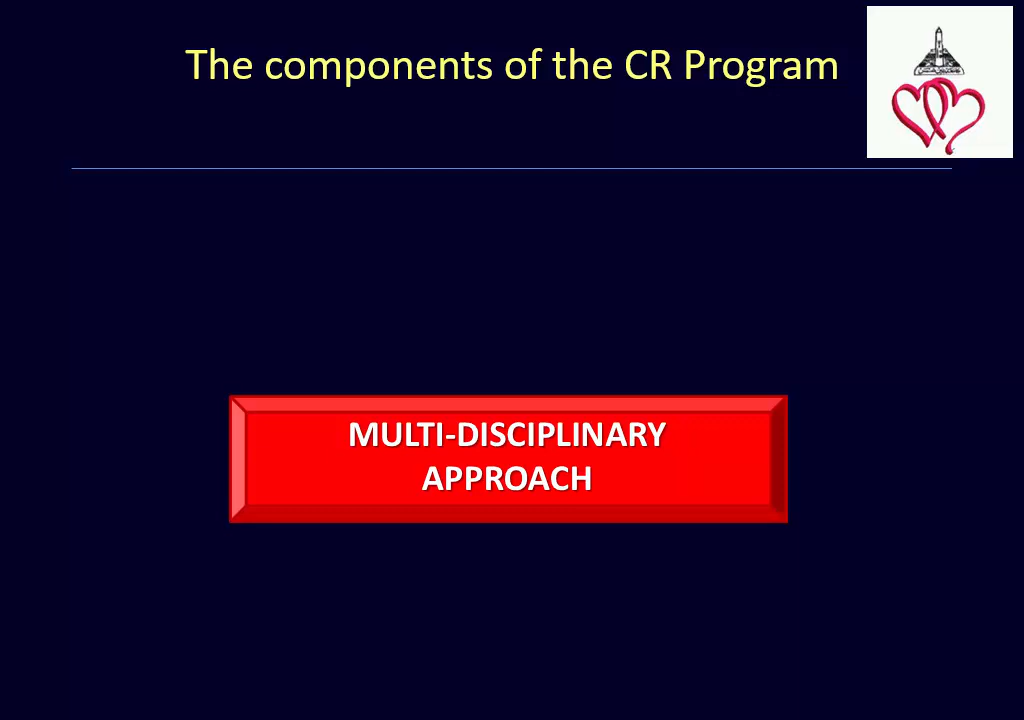 The components of the CR Program
MULTI-DISCIPLINARY
APPROACH